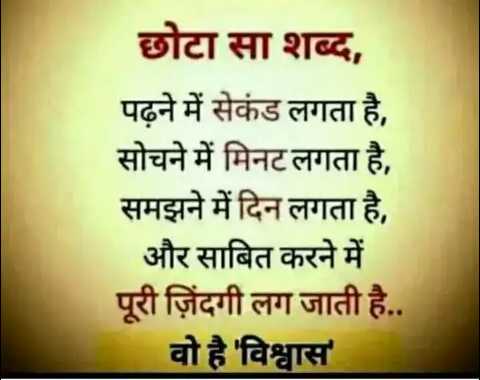 छोटा सा शब्द,
पढ़ने में सेकंड लगता है,
सोचने में मिनट लगता है,
समझने में दिन लगता है,
और साबित करने में
पूरी ज़िंदगी लग जाती है..
वो है 'विश्वास'